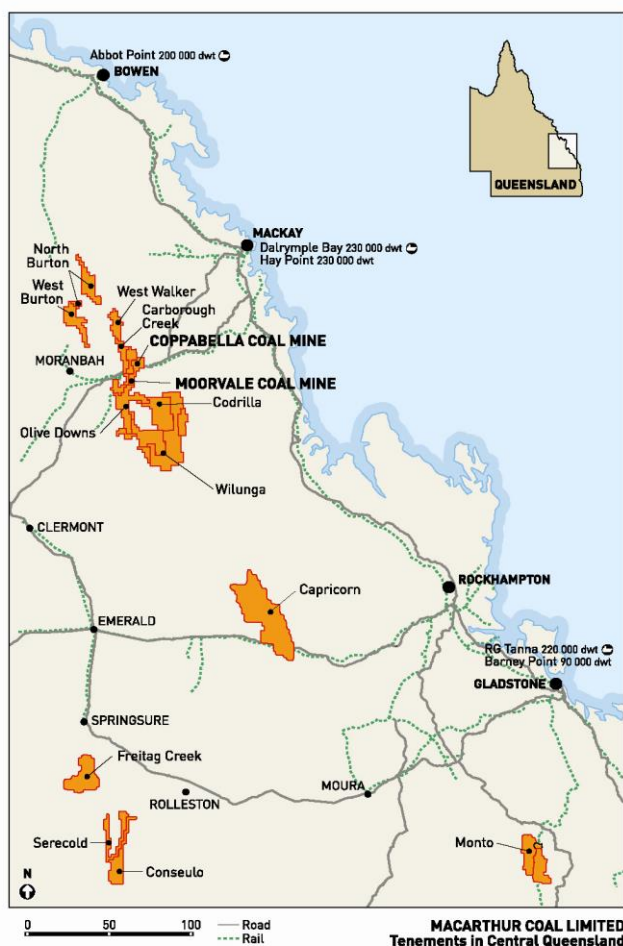 Abbot Point 200 000 dwt
BOWEN
QUEENSLAND
MACKAY
Dalrymple Bay 230 000 dwt
Hay Point 230 000 dwt
North
Burton
West Walker
West
Burton
Carborough
Creek
COPPABELLA COAL MINE
MORANBAH
MOORVALE COAL MINE
Codrilla
Olive Downs
Wilunga
CLERMONT
ROCKHAMPTON
Capricorn
EMERALD
RG Tanna 220 000 dwt
Barney Point 90 000 dwt
GLADSTONE
SPRINGSURE
Freitag Creek
MOURA
ROLLESTON
Serecold
Monto
Conseulo
N
0 50 100
Road
Rail
MACARTHUR COAL LIMITED
Tenements in Central Queensland